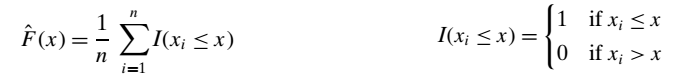 F̂(x) = 1/n ∑_{i=1}^{n} I(x_i ≤ x)
I(x_i ≤ x) = {1 if x_i ≤ x
0 if x_i > x